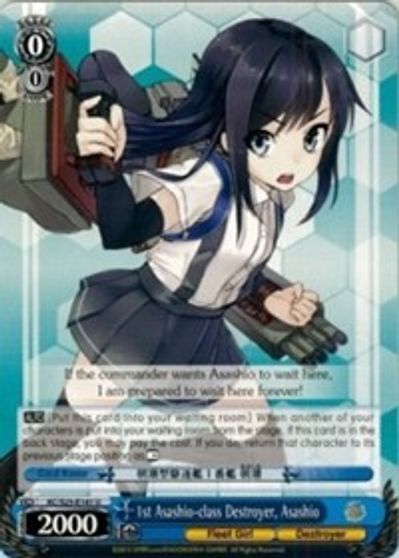 0
0
If the commander wants Asashio to wait here,
I am prepared to wait here forever!
[(Put this card into your waiting room) When another of your
characters is put into your waiting room from the stage, if this card is in the
back stage, you may pay the cost. If you do, return that character to its
previous stage position as
2000
1st Asashio-class Destroyer, Asashio
Fleet Girl
Destroyer